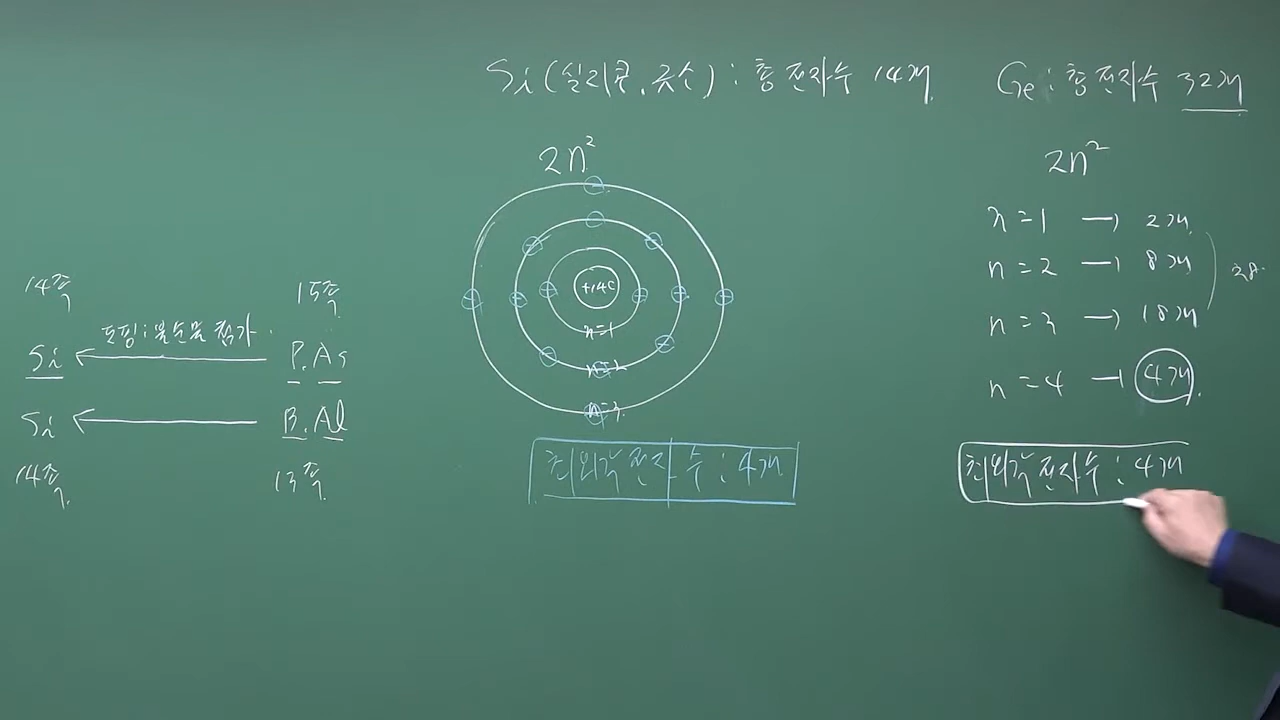 Si(실리콘, 규소) : 총 전자수 14개
Ge : 총 전자수 32개
2n²
+14C
n=1
n=2
n=3
최외각 전자수 : 4개
2n²
n=1 → 2개
n=2 → 8개
n=3 → 18개
28
n=4 → 4개
최외각 전자수 : 4개
14족
15족
도핑 : 불순물 첨가
Si ← P. As
Si ← B. Al
14족
13족